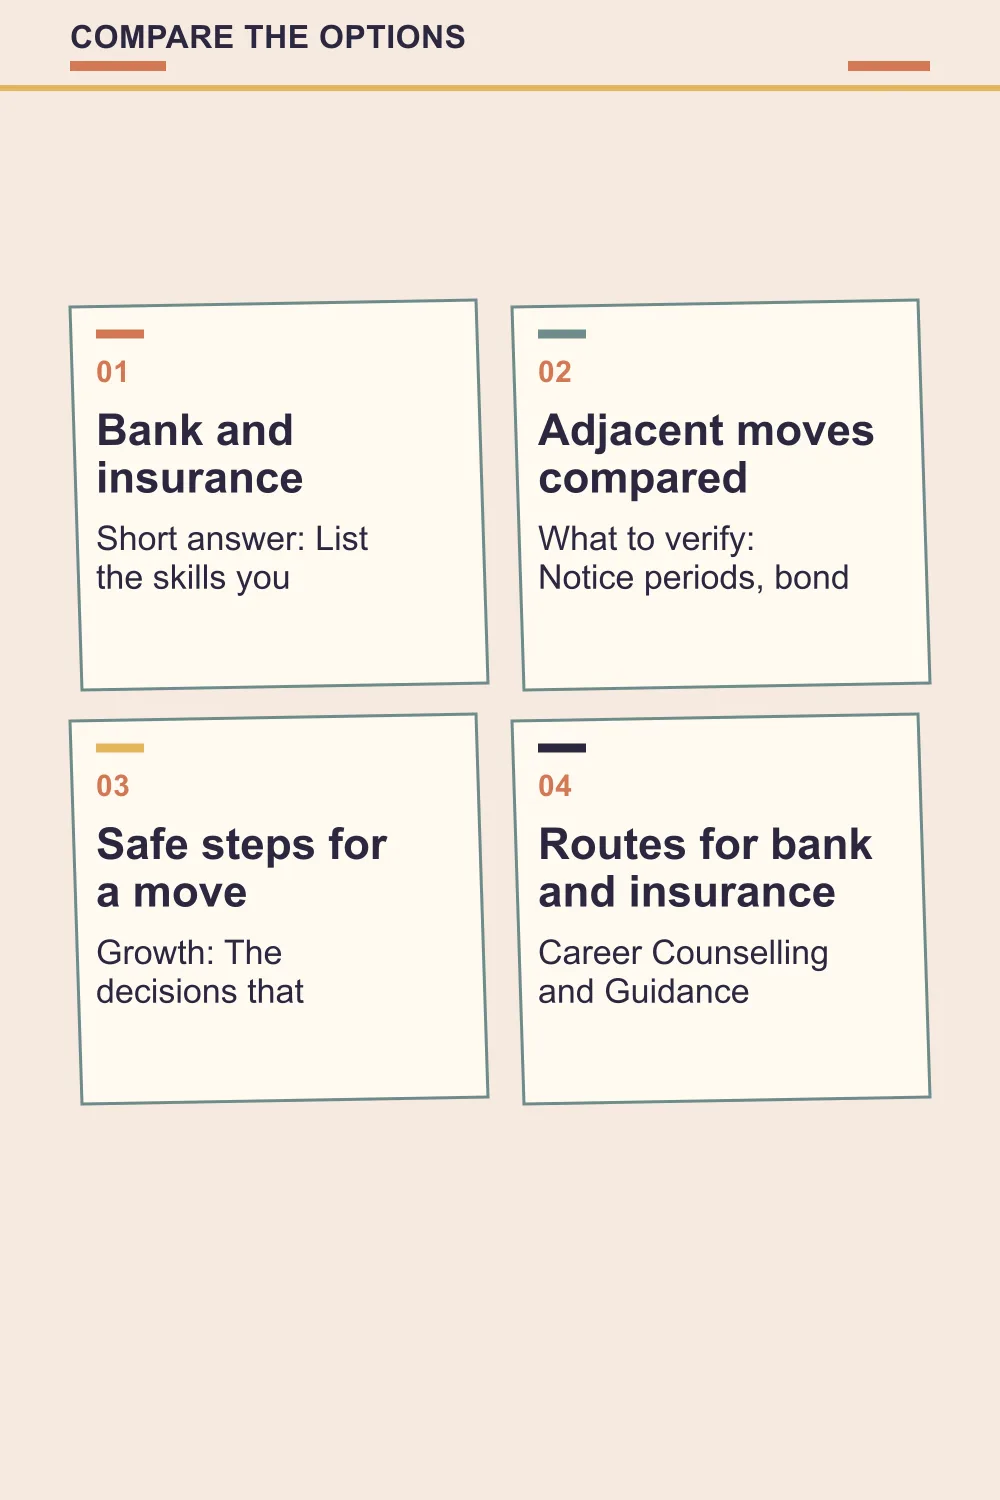 COMPARE THE OPTIONS
01
Bank and
insurance
Short answer: List
the skills you
02
Adjacent moves
compared
What to verify:
Notice periods, bond
03
Safe steps for
a move
Growth: The
decisions that
04
Routes for bank
and insurance
Career Counselling
and Guidance